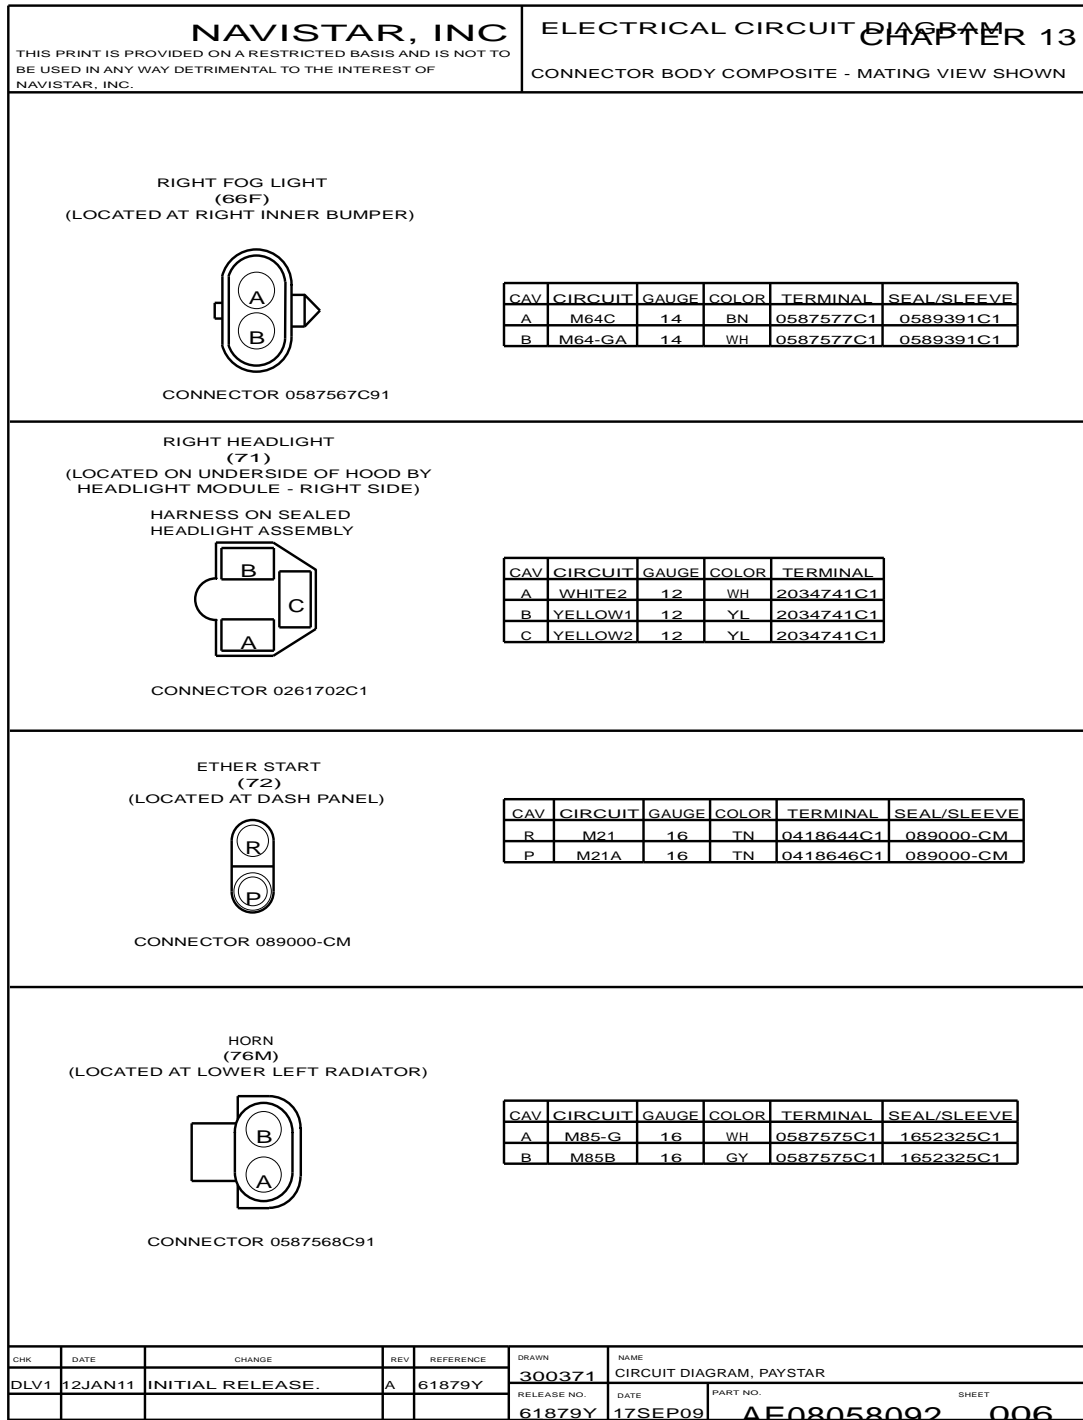 NAVISTAR, INC
THIS PRINT IS PROVIDED ON A RESTRICTED BASIS AND IS NOT TO
BE USED IN ANY WAY DETRIMENTAL TO THE INTEREST OF
NAVISTAR, INC.
ELECTRICAL CIRCUIT DIAGRAM
CHAPTER 13
CONNECTOR BODY COMPOSITE - MATING VIEW SHOWN
RIGHT FOG LIGHT
(66F)
(LOCATED AT RIGHT INNER BUMPER)
A
B
CONNECTOR 0587567C91
CAV CIRCUIT GAUGE COLOR TERMINAL SEAL/SLEEVE
A M64C 14 BN 0587577C1 0589391C1
B M64-GA 14 WH 0587577C1 0589391C1
RIGHT HEADLIGHT
(71)
(LOCATED ON UNDERSIDE OF HOOD BY
HEADLIGHT MODULE - RIGHT SIDE)
HARNESS ON SEALED
HEADLIGHT ASSEMBLY
B
C
A
CONNECTOR 0261702C1
CAV CIRCUIT GAUGE COLOR TERMINAL
A WHITE2 12 WH 2034741C1
B YELLOW1 12 YL 2034741C1
C YELLOW2 12 YL 2034741C1
ETHER START
(72)
(LOCATED AT DASH PANEL)
R
P
CONNECTOR 089000-CM
CAV CIRCUIT GAUGE COLOR TERMINAL SEAL/SLEEVE
R M21 16 TN 0418644C1 089000-CM
P M21A 16 TN 0418646C1 089000-CM
HORN
(76M)
(LOCATED AT LOWER LEFT RADIATOR)
B
A
CONNECTOR 0587568C91
CAV CIRCUIT GAUGE COLOR TERMINAL SEAL/SLEEVE
A M85-G 16 WH 0587575C1 1652325C1
B M85B 16 GY 0587575C1 1652325C1
CHK DATE CHANGE REV REFERENCE
DLV1 12JAN11 INITIAL RELEASE. A 61879Y
DRAWN
300371
NAME
CIRCUIT DIAGRAM, PAYSTAR
RELEASE NO.
61879Y
DATE
17SEP09
PART NO.
AE08058092
SHEET
006